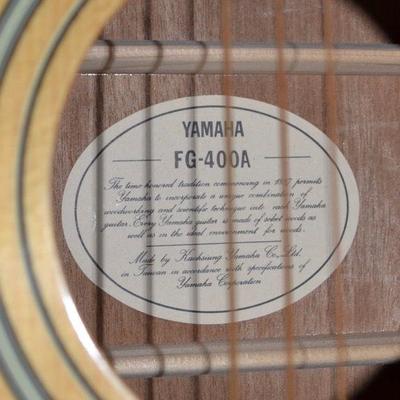 YAMAHA
FG-400A
The time honored tradition commencing in 1887 permits
Yamaha to incorporate a unique combination of
woodworking and scientific technique into each Yamaha
guitar. Every Yamaha guitar is made of select woods as
well as in the ideal environment for woods.
Made by Kaohsiung Yamaha Co., Ltd.
in Taiwan in accordance with specifications of
Yamaha Corporation